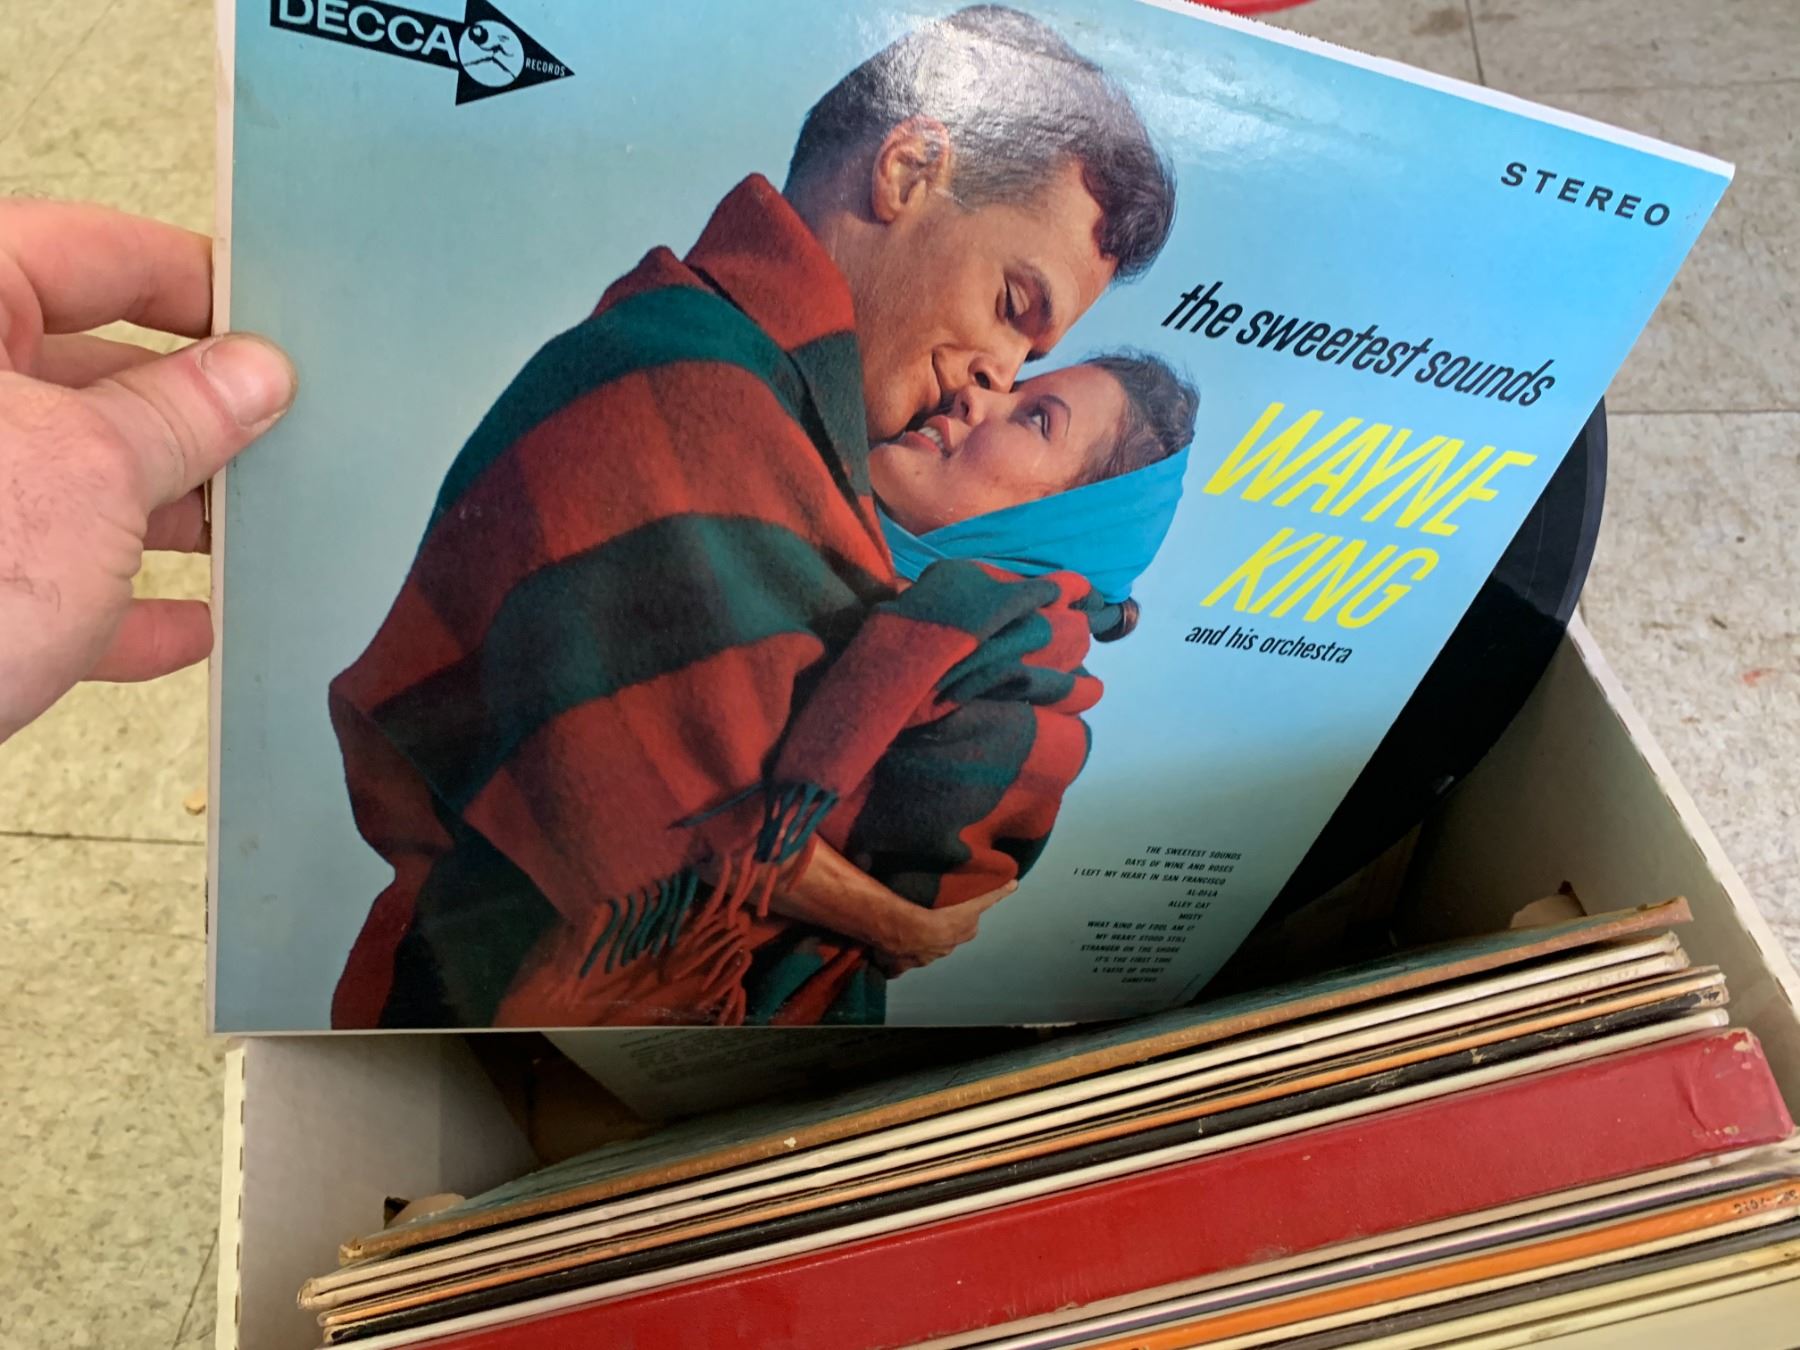 DECCA
RECORDS
STEREO
the sweetest sounds
WAYNE
KING
and his orchestra
THE SWEETEST SOUNDS
DAYS OF WINE AND ROSES
I LEFT MY HEART IN SAN FRANCISCO
AL-DI-LA
ALLEY CAT
MISTY
WHAT KIND OF FOOL AM I?
MY HEART STOOD STILL
STRANGER ON THE SHORE
IT'S THE FIRST TIME
A TASTE OF HONEY